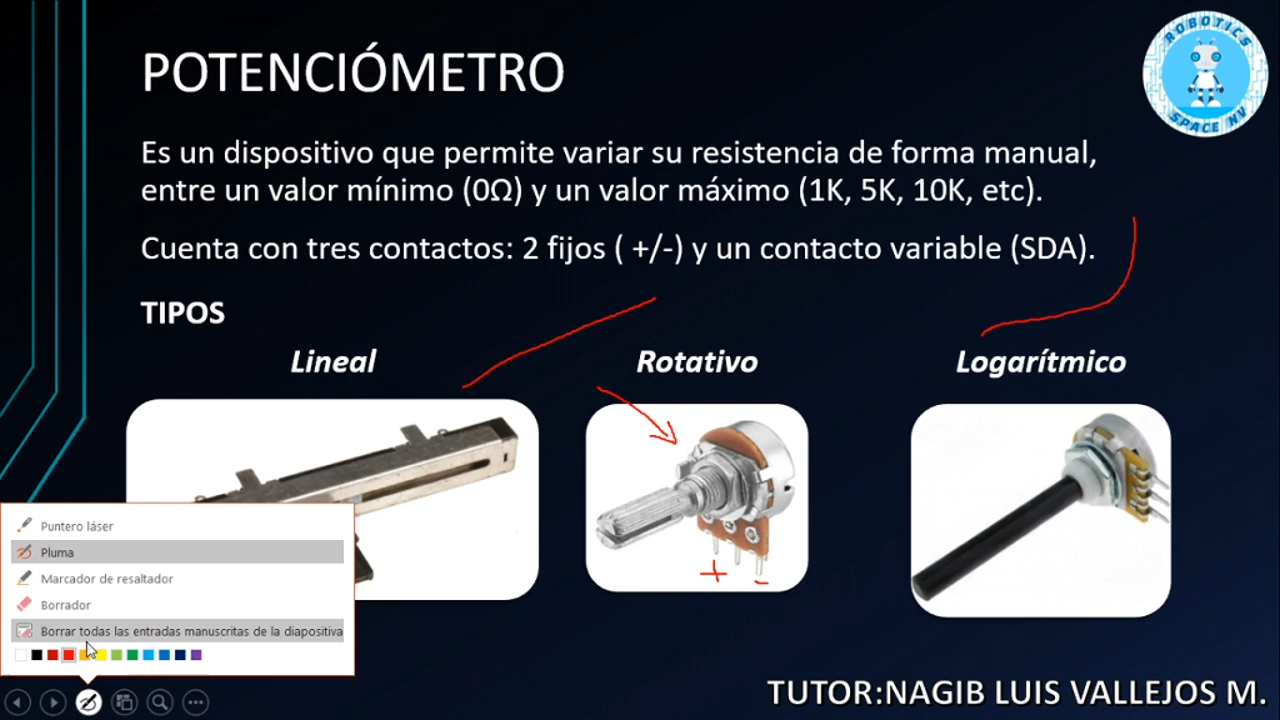 POTENCIÓMETRO
ROBOTICS
SPACE NV
Es un dispositivo que permite variar su resistencia de forma manual,
entre un valor mínimo (0Ω) y un valor máximo (1K, 5K, 10K, etc).
Cuenta con tres contactos: 2 fijos ( +/-) y un contacto variable (SDA).
TIPOS
Lineal
Rotativo
Logarítmico
+ -
Puntero láser
Pluma
Marcador de resaltador
Borrador
Borrar todas las entradas manuscritas de la diapositiva
TUTOR:NAGIB LUIS VALLEJOS M.